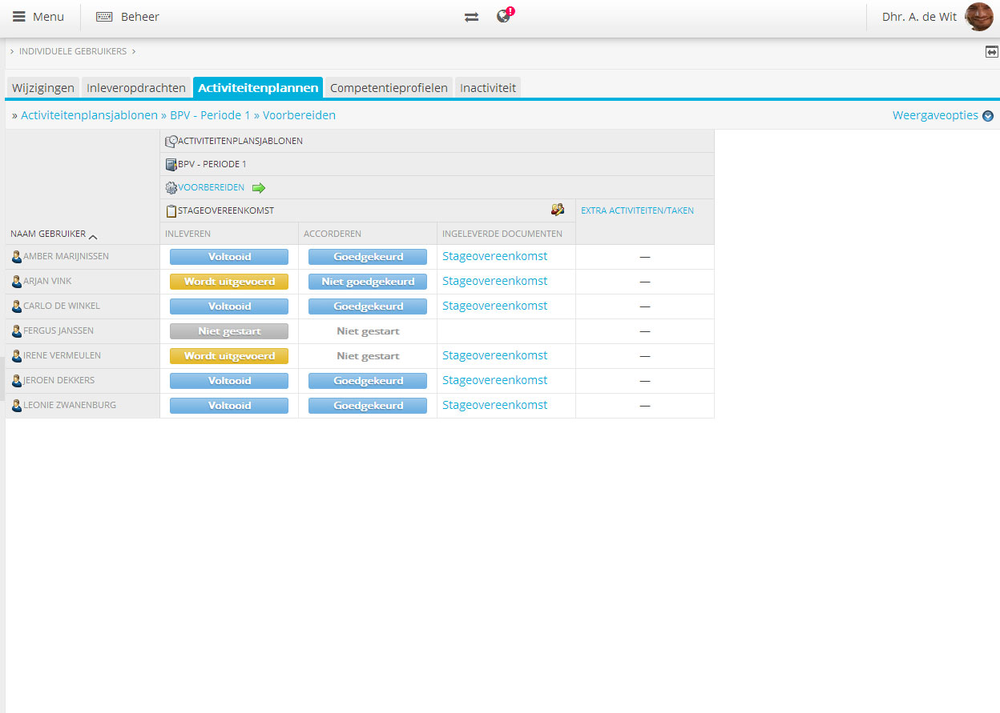 Menu Beheer ! Dhr. A. de Wit
› INDIVIDUELE GEBRUIKERS ›
Wijzigingen Inleveropdrachten Activiteitenplannen Competentieprofielen Inactiviteit
» Activiteitenplansjablonen » BPV - Periode 1 » Voorbereiden Weergaveopties
ACTIVITEITENPLANSJABLONEN
BPV - PERIODE 1
VOORBEREIDEN
STAGEOVEREENKOMST EXTRA ACTIVITEITEN/TAKEN
NAAM GEBRUIKER INLEVEREN ACCORDEREN INGELEVERDE DOCUMENTEN
AMBER MARIJNISSEN Voltooid Goedgekeurd Stageovereenkomst —
ARJAN VINK Wordt uitgevoerd Niet goedgekeurd Stageovereenkomst —
CARLO DE WINKEL Voltooid Goedgekeurd Stageovereenkomst —
FERGUS JANSSEN Niet gestart Niet gestart —
IRENE VERMEULEN Wordt uitgevoerd Niet gestart Stageovereenkomst —
JEROEN DEKKERS Voltooid Goedgekeurd Stageovereenkomst —
LEONIE ZWANENBURG Voltooid Goedgekeurd Stageovereenkomst —